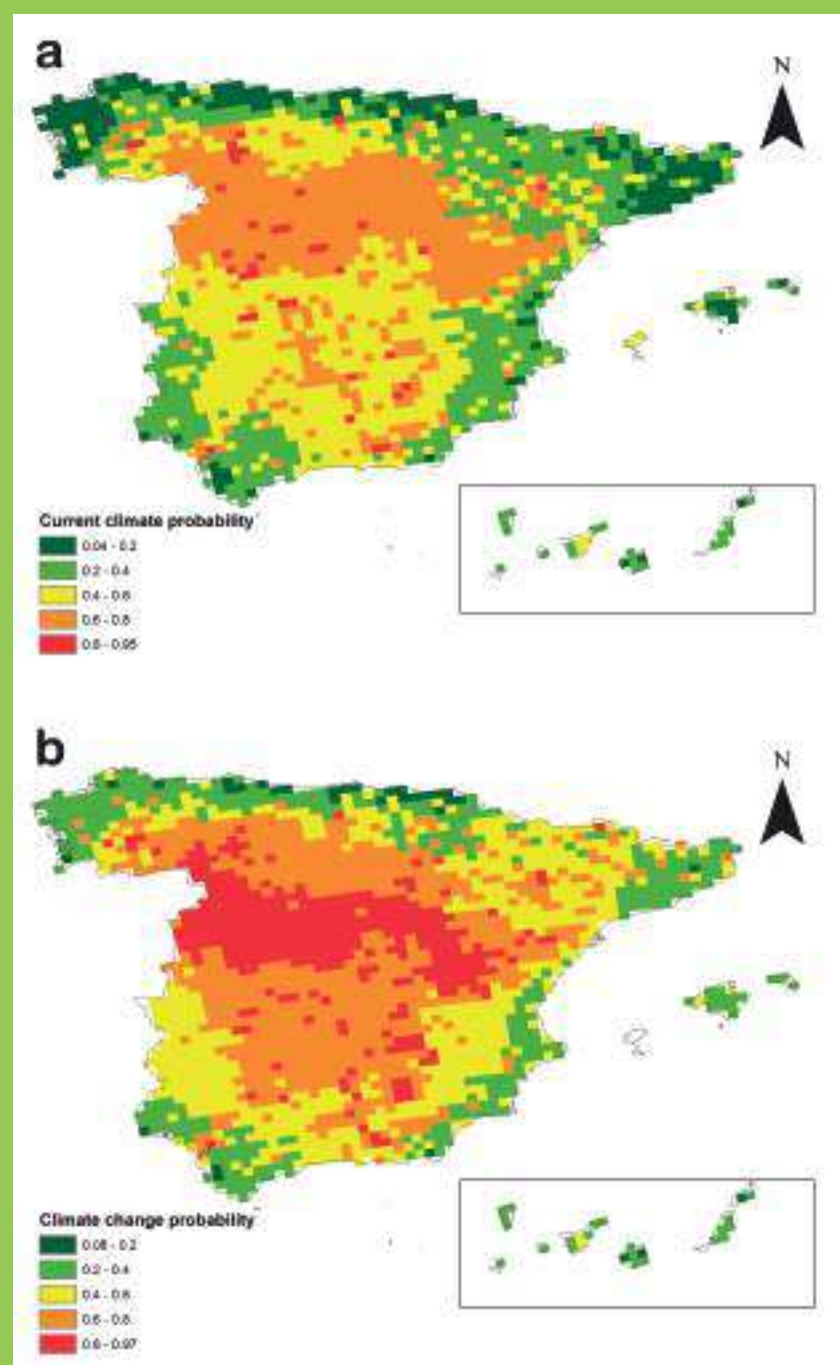 a
N
Current climate probability
0.04 - 0.2
0.2 - 0.4
0.4 - 0.6
0.6 - 0.8
0.8 - 0.95
b
N
Climate change probability
0.06 - 0.2
0.2 - 0.4
0.4 - 0.6
0.6 - 0.8
0.8 - 0.97